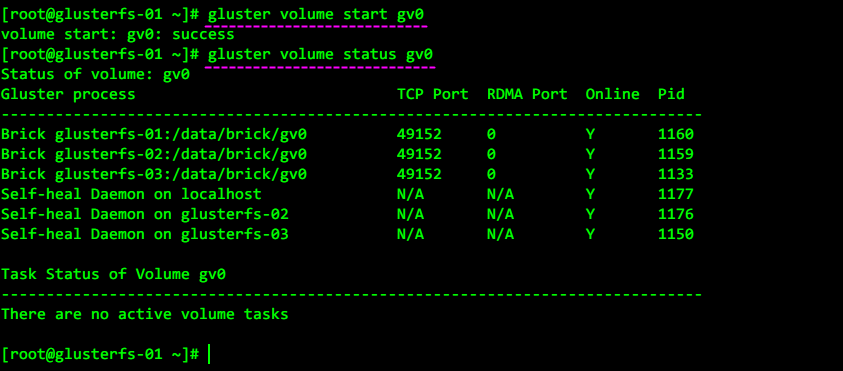 [root@glusterfs-01 ~]# gluster volume start gv0
volume start: gv0: success
[root@glusterfs-01 ~]# gluster volume status gv0
Status of volume: gv0
Gluster process                             TCP Port  RDMA Port  Online  Pid
------------------------------------------------------------------------------
Brick glusterfs-01:/data/brick/gv0          49152     0          Y       1160
Brick glusterfs-02:/data/brick/gv0          49152     0          Y       1159
Brick glusterfs-03:/data/brick/gv0          49152     0          Y       1133
Self-heal Daemon on localhost               N/A       N/A        Y       1177
Self-heal Daemon on glusterfs-02            N/A       N/A        Y       1176
Self-heal Daemon on glusterfs-03            N/A       N/A        Y       1150

Task Status of Volume gv0
------------------------------------------------------------------------------
There are no active volume tasks

[root@glusterfs-01 ~]#